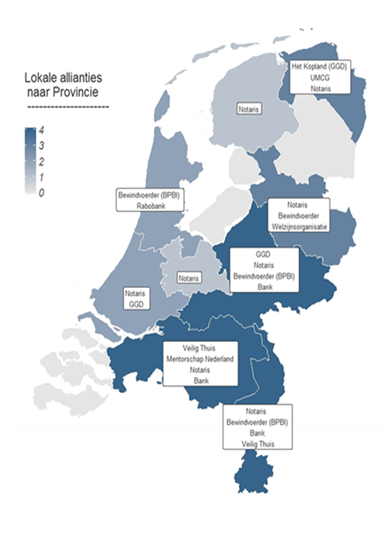 Lokale allianties
naar Provincie
--------------------
4
3
2
1
0
Het Kopland (GGD)
UMCG
Notaris
Notaris
Bewindvoerder (BPBI)
Rabobank
Notaris
Bewindvoerder
Welzijnsorganisatie
GGD
Notaris
Bewindvoerder (BPBI)
Bank
Notaris
Notaris
GGD
Veilig Thuis
Mentorschap Nederland
Notaris
Bank
Notaris
Bewindvoerder (BPBI)
Bank
Veilig Thuis